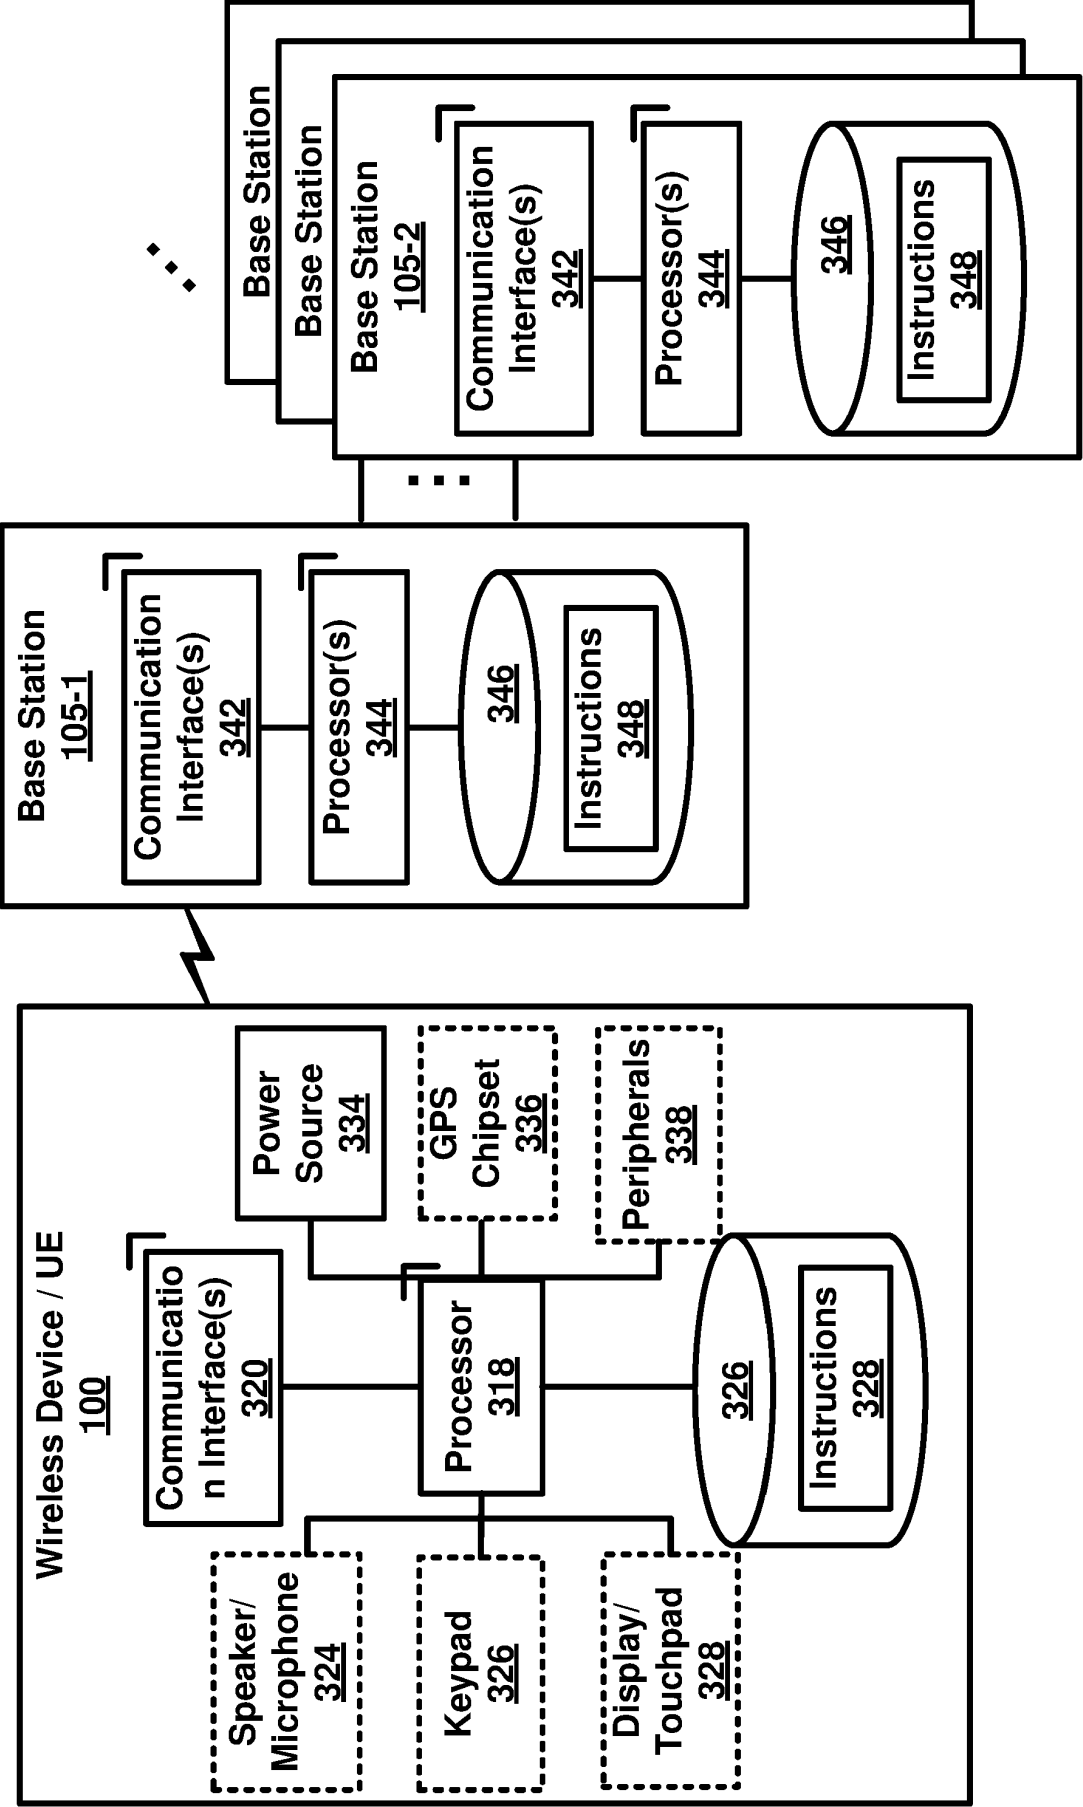 Wireless Device / UE
100
Communicatio
n Interface(s)
320
Speaker/
Microphone
324
Power
Source
334
Keypad
326
Processor
318
GPS
Chipset
336
Display/
Touchpad
328
Peripherals
338
326
Instructions
328
Base Station
105-1
Communication
Interface(s)
342
Processor(s)
344
346
Instructions
348
Base Station
Base Station
Base Station
105-2
Communication
Interface(s)
342
Processor(s)
344
346
Instructions
348